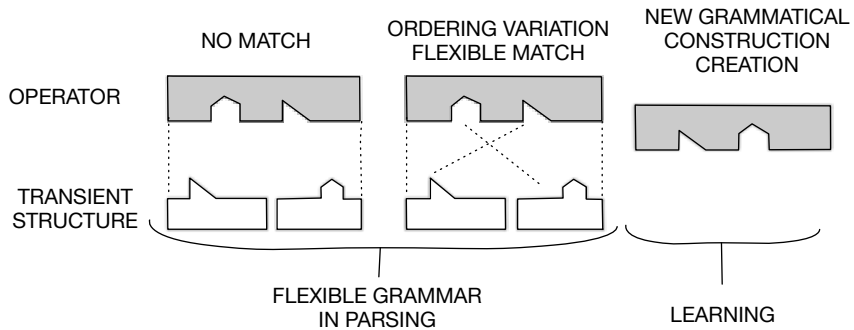 NO MATCH
ORDERING VARIATION
FLEXIBLE MATCH
NEW GRAMMATICAL
CONSTRUCTION
CREATION
OPERATOR
TRANSIENT
STRUCTURE
FLEXIBLE GRAMMAR
IN PARSING
LEARNING